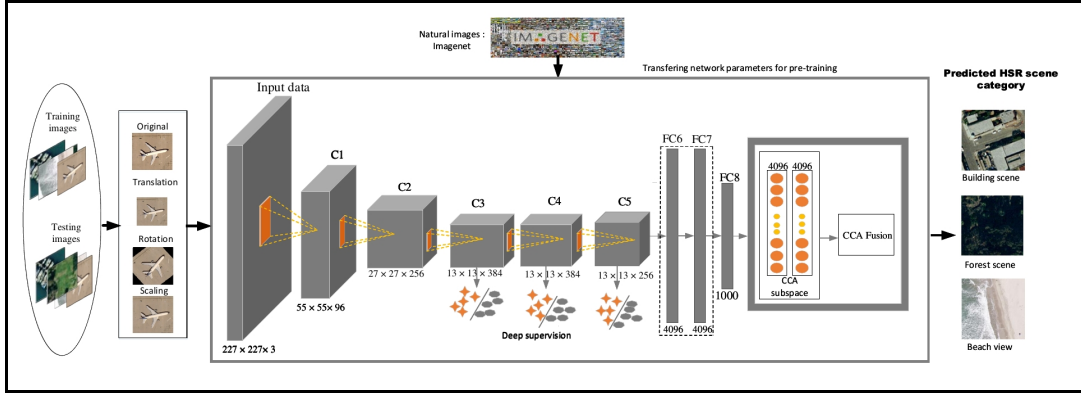 Natural images :
Imagenet
IMAGENET
Transfering network parameters for pre-training
Predicted HSR scene
category
Training
images
Testing
images
Original
Translation
Rotation
Scaling
Input data
227 × 227× 3
C1
55 × 55× 96
C2
27 × 27 × 256
C3
13 × 13 × 384
C4
13 × 13 × 384
C5
13 × 13 × 256
Deep supervision
FC6
4096
FC7
4096
FC8
1000
4096
4096
CCA
subspace
CCA Fusion
Building scene
Forest scene
Beach view